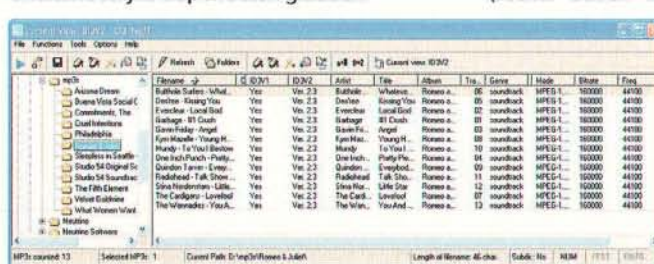 File Functions Tools Options Help
Refresh Folders Current view: ID3V2
mp3s
Arizona Dream
Buena Vista Social C
Commitments, The
Cruel Intentions
Philadelphia
Sleepless in Seattle
Studio 54 Original So
Studio 54 Soundtrac
The Fifth Element
Velvet Goldmine
What Women Want
Neutrino
Neutrino Software
Filename ID3V1 ID3V2 Artist Title Album Tra... Genre Mode Bitrate Freq
Butthole Surfers - What... Yes Ver. 2.3 Butthole... Whateve... Romeo a... 06 soundtrack MPEG-1,... 160000 44100
Des'ree - Kissing You Yes Ver. 2.3 Des'ree Kissing You Romeo a... 05 soundtrack MPEG-1,... 160000 44100
Everclear - Local God Yes Ver. 2.3 Everclear Local God Romeo a... 02 soundtrack MPEG-1,... 160000 44100
Garbage - #1 Crush Yes Ver. 2.3 Garbage #1 Crush Romeo a... soundtrack MPEG-1,... 160000 44100
Gavin Friday - Angel Yes Ver. 2.3 Gavin Fri... Angel Romeo a... 03 soundtrack MPEG-1,... 160000 44100
Kym Mazelle - Young H... Yes Ver. 2.3 Kym Maz... Young H... Romeo a... soundtrack MPEG-1,... 160000 44100
Mundy - To You I Bestow Yes Ver. 2.3 Mundy To You I... Romeo a... 10 soundtrack MPEG-1,... 160000 44100
One Inch Punch - Pretty... Yes Ver. 2.3 One Inch... Pretty Pie... Romeo a... 04 soundtrack MPEG-1,... 160000 44100
Quindon Tarver - Every... Yes Ver. 2.3 Quindon... Everybod... Romeo a... soundtrack MPEG-1,... 160000 44100
Radiohead - Talk Show... Yes Ver. 2.3 Radiohead Talk Sho... Romeo a... soundtrack MPEG-1,... 160000 44100
Stina Nordenstam - Little... Yes Ver. 2.3 Stina Nor... Little Star Romeo a... 12 soundtrack MPEG-1,... 160000 44100
The Cardigans - Lovefool Yes Ver. 2.3 The Card... Lovefool Romeo a... 07 soundtrack MPEG-1,... 160000 44100
The Wannadies - You A... Yes Ver. 2.3 The Wan... You And... Romeo a... 13 soundtrack MPEG-1,... 160000 44100
MP3s counted: 13 Selected MP3s: 1 Current Path: D:\mp3s\Romeo & Juliet\ Length of filename: 46 char. Subdir.: No NUM